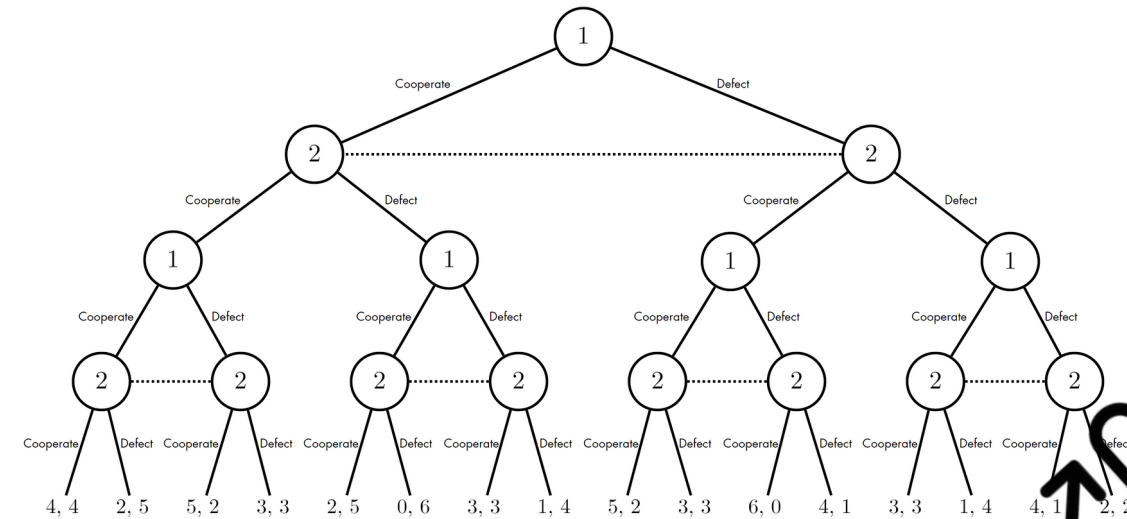 1
Cooperate Defect
2 2
Cooperate Defect Cooperate Defect
1 1 1 1
Cooperate Defect Cooperate Defect Cooperate Defect Cooperate Defect
2 2 2 2 2 2 2 2
Cooperate Defect Cooperate Defect Cooperate Defect Cooperate Defect Cooperate Defect Cooperate Defect Cooperate Defect Cooperate
4, 4 2, 5 5, 2 3, 3 2, 5 0, 6 3, 3 1, 4 5, 2 3, 3 6, 0 4, 1 3, 3 1, 4 4, 1